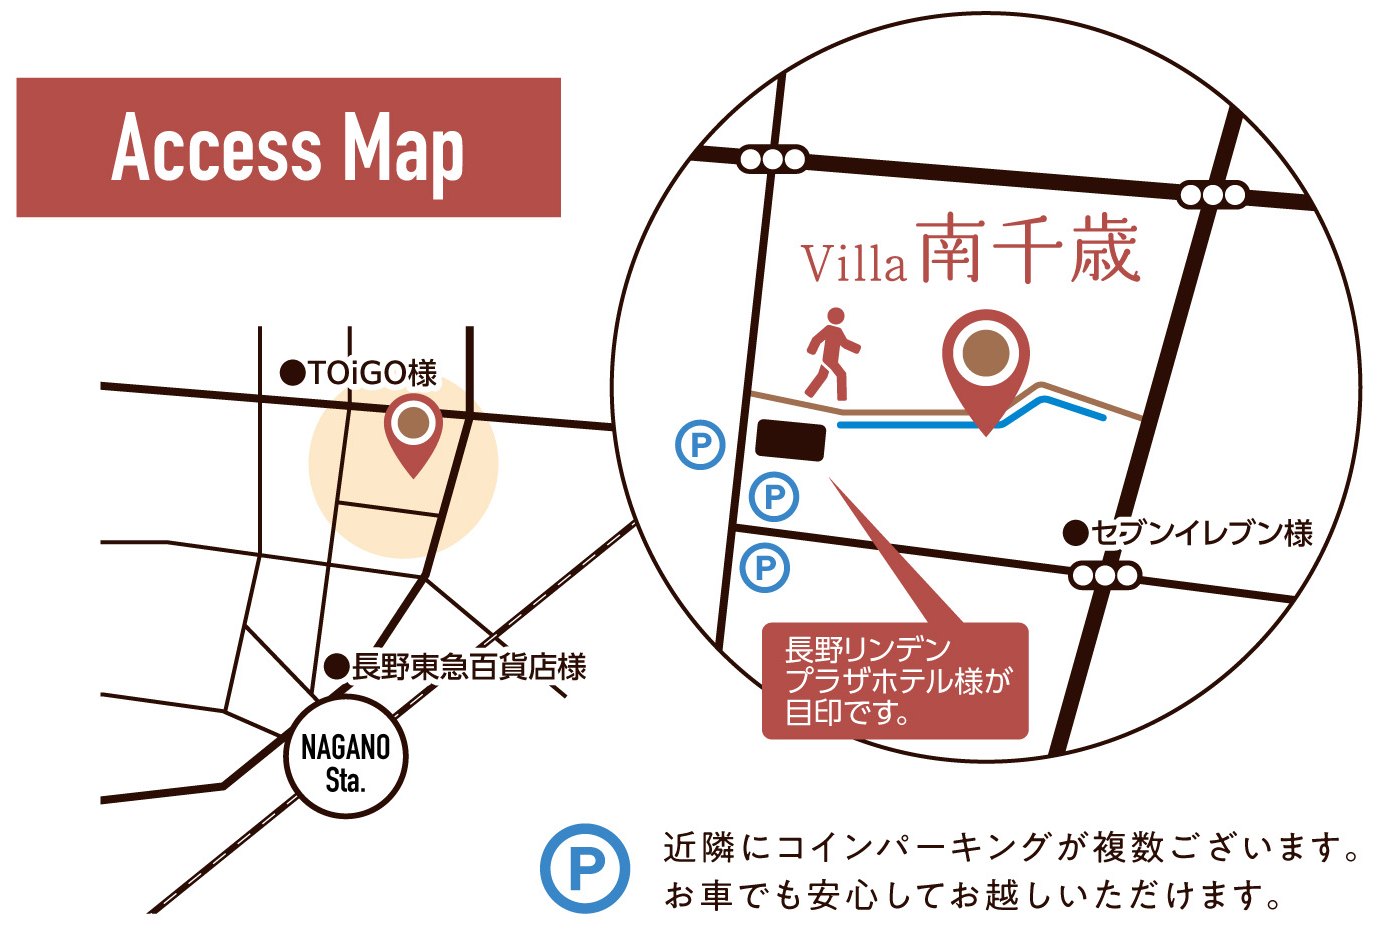 Access Map
Villa 南千歳
●TOiGO様
P
P
P
●セブンイレブン様
長野リンデン
プラザホテル様が
目印です。
●長野東急百貨店様
NAGANO
Sta.
P
近隣にコインパーキングが複数ございます。
お車でも安心してお越しいただけます。